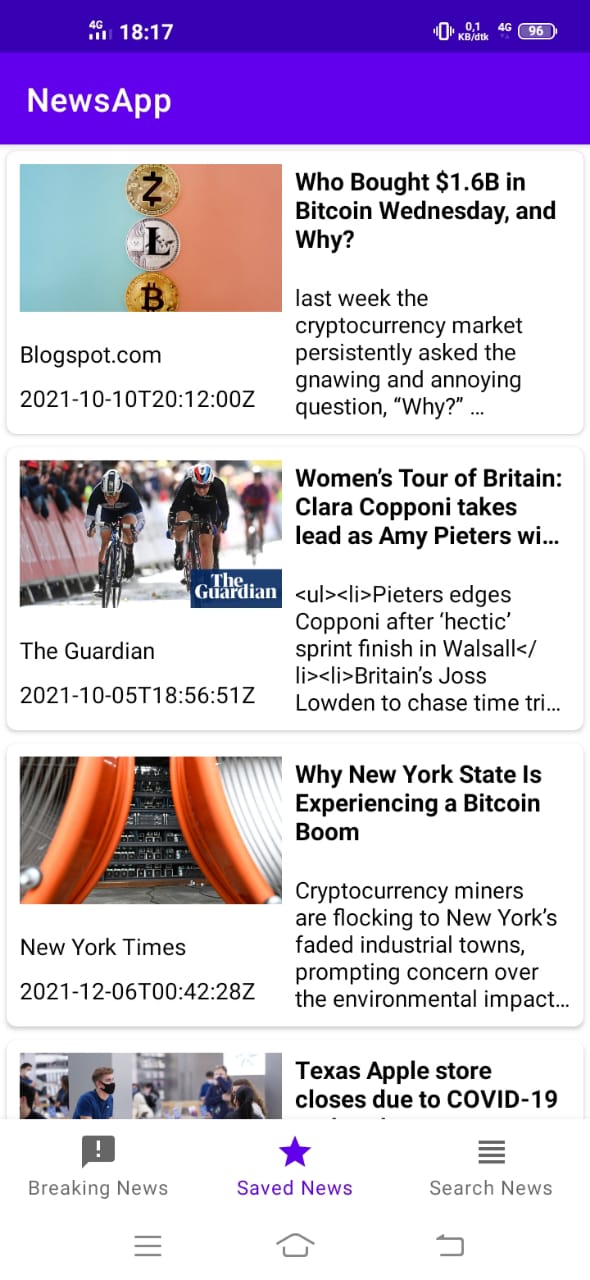 4G 18:17 0,1 KB/dtk 4G 96
NewsApp
Who Bought $1.6B in
Bitcoin Wednesday, and
Why?
last week the
cryptocurrency market
persistently asked the
gnawing and annoying
question, “Why?” ...
Blogspot.com
2021-10-10T20:12:00Z
Women’s Tour of Britain:
Clara Copponi takes
lead as Amy Pieters wi...
<ul><li>Pieters edges
Copponi after ‘hectic’
sprint finish in Walsall</
li><li>Britain’s Joss
Lowden to chase time tri...
The
Guardian
The Guardian
2021-10-05T18:56:51Z
Why New York State Is
Experiencing a Bitcoin
Boom
Cryptocurrency miners
are flocking to New York’s
faded industrial towns,
prompting concern over
the environmental impact...
New York Times
2021-12-06T00:42:28Z
Texas Apple store
closes due to COVID-19
Breaking News
Saved News
Search News